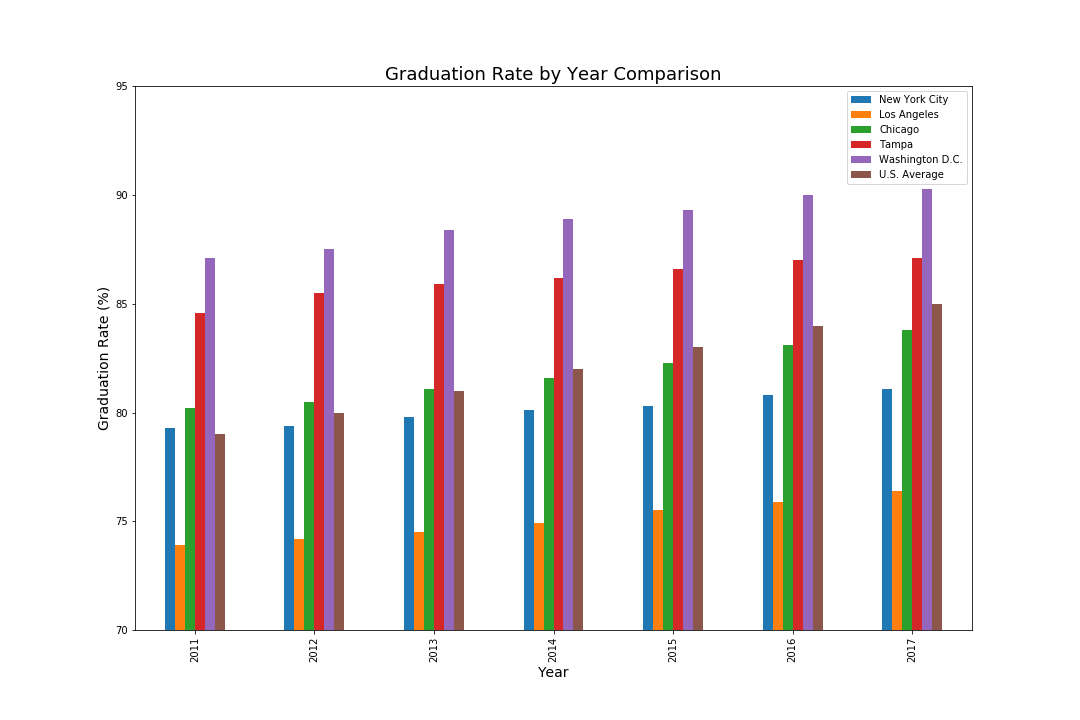 Graduation Rate by Year Comparison
95
90
85
80
75
70
Graduation Rate (%)
New York City
Los Angeles
Chicago
Tampa
Washington D.C.
U.S. Average
2011
2012
2013
2014
2015
2016
2017
Year